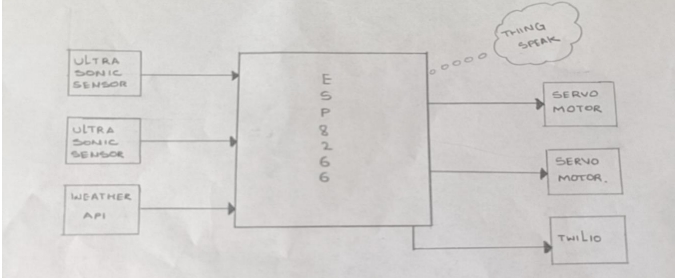 THING
SPEAK
ULTRA
SONIC
SENSOR
E
S
P
8
2
6
6
SERVO
MOTOR
ULTRA
SONIC
SENSOR
SERVO
MOTOR.
WEATHER
API
TWILIO